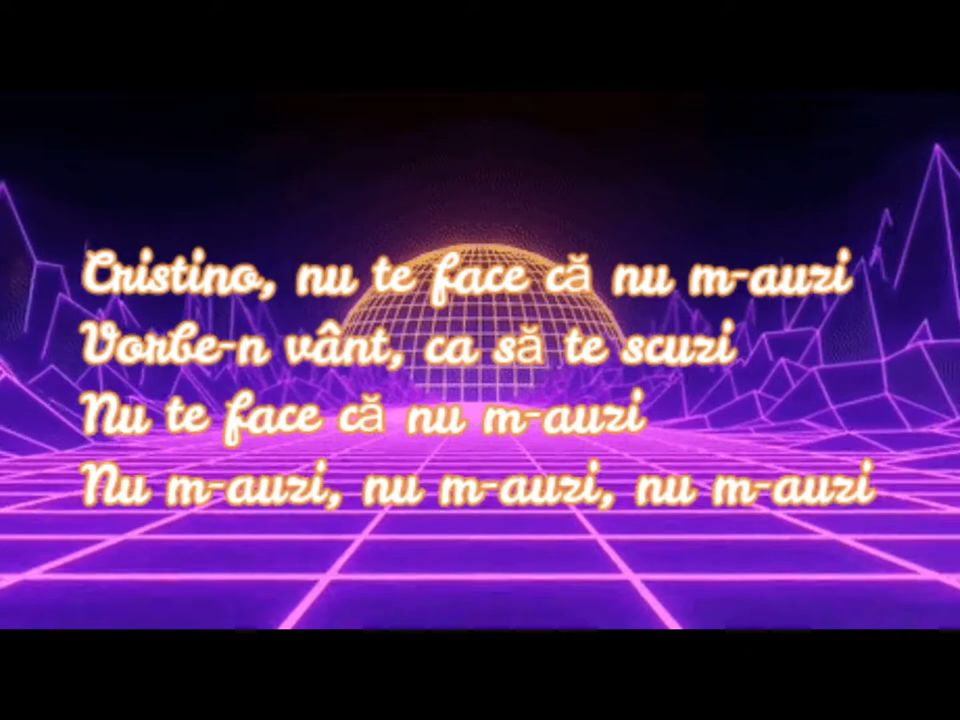 Cristino, nu te face că nu m-auzi
Vorbe-n vânt, ca să te scuzi
Nu te face că nu m-auzi
Nu m-auzi, nu m-auzi, nu m-auzi